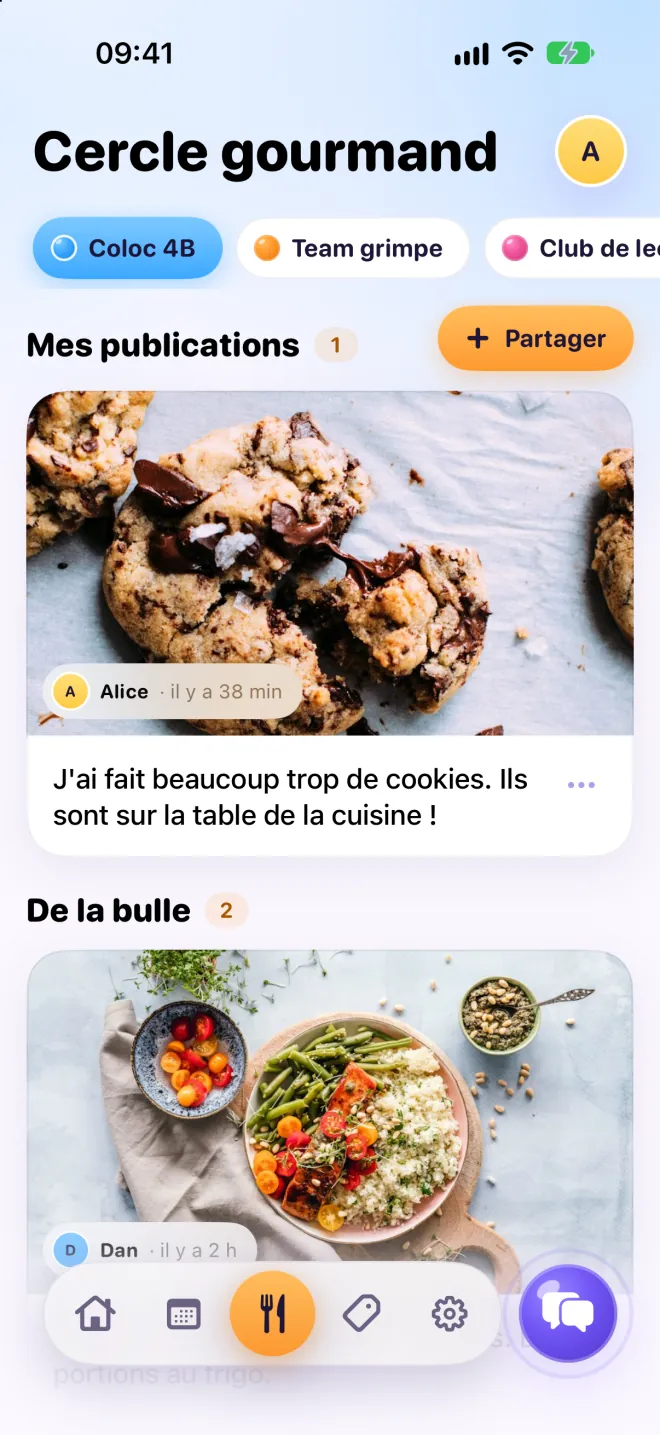 09:41
Cercle gourmand
A
Coloc 4B
Team grimpe
Club de lec
Mes publications 1
+ Partager
A Alice · il y a 38 min
J'ai fait beaucoup trop de cookies. Ils
sont sur la table de la cuisine !
De la bulle 2
D Dan · il y a 2 h
portions au frigo.